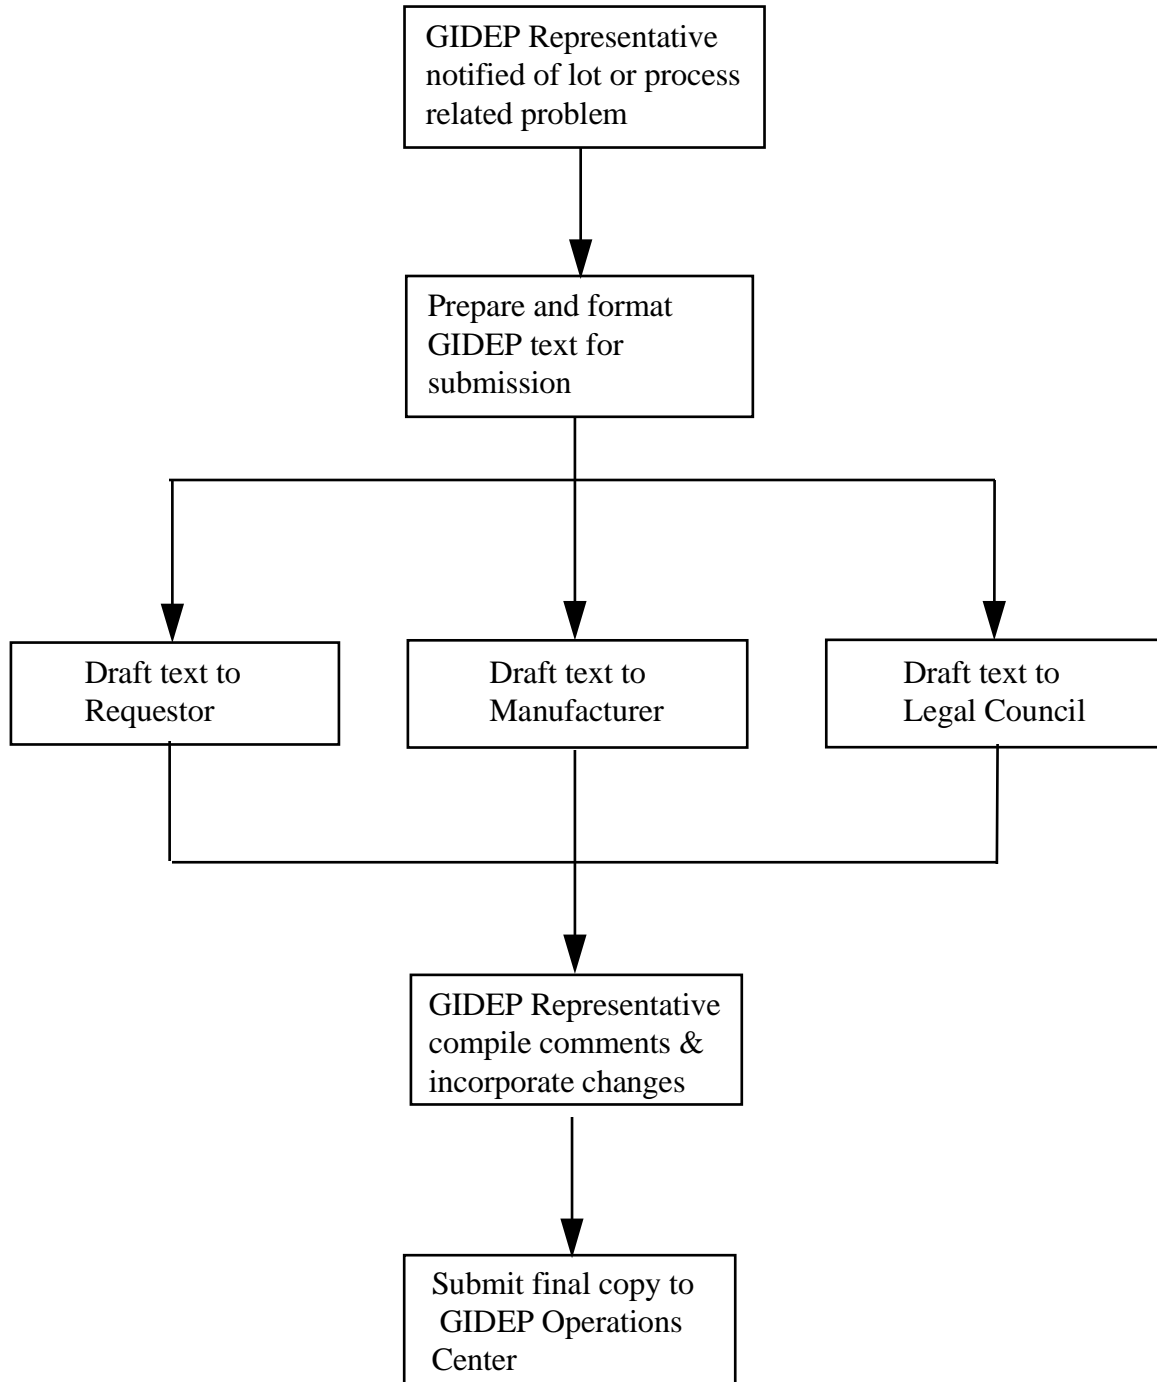 GIDEP Representative
notified of lot or process
related problem
Prepare and format
GIDEP text for
submission
Draft text to
Requestor
Draft text to
Manufacturer
Draft text to
Legal Council
GIDEP Representative
compile comments &
incorporate changes
Submit final copy to
GIDEP Operations
Center